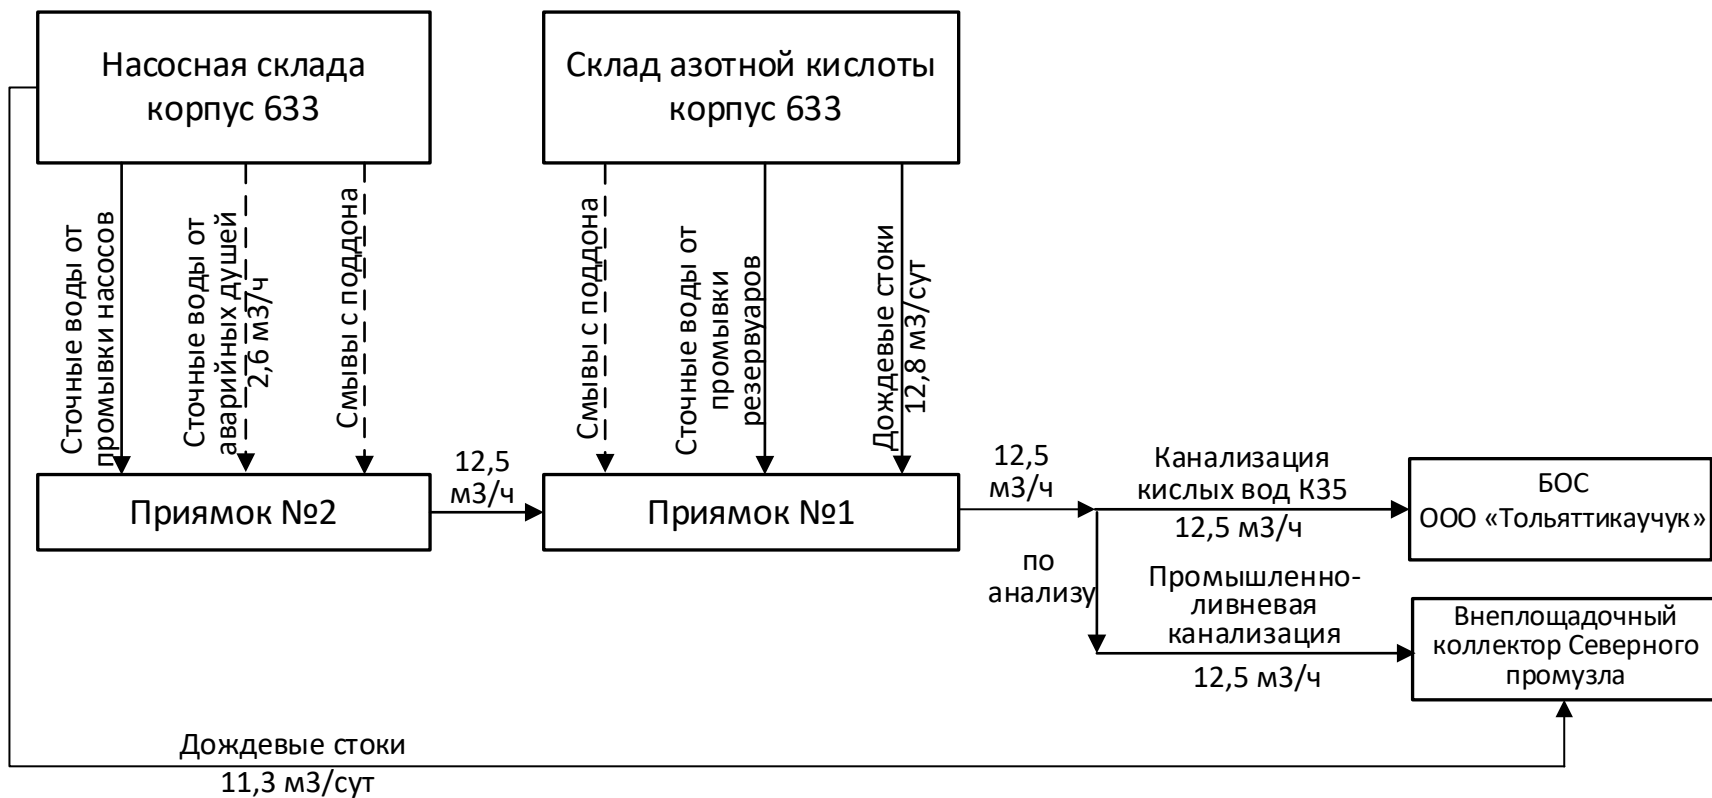 Насосная склада
корпус 633
Склад азотной кислоты
корпус 633
Сточные воды от
промывки насосов
Сточные воды от
аварийных душей
2,6 м3/ч
Смывы с поддона
Смывы с поддона
Сточные воды от
промывки
резервуаров
Дождевые стоки
12,8 м3/сут
Приямок №2
12,5
м3/ч
Приямок №1
12,5
м3/ч
Канализация
кислых вод К35
12,5 м3/ч
БОС
ООО «Тольяттикаучук»
по
анализу
Промышленно-
ливневая
канализация
12,5 м3/ч
Внеплощадочный
коллектор Северного
промузла
Дождевые стоки
11,3 м3/сут